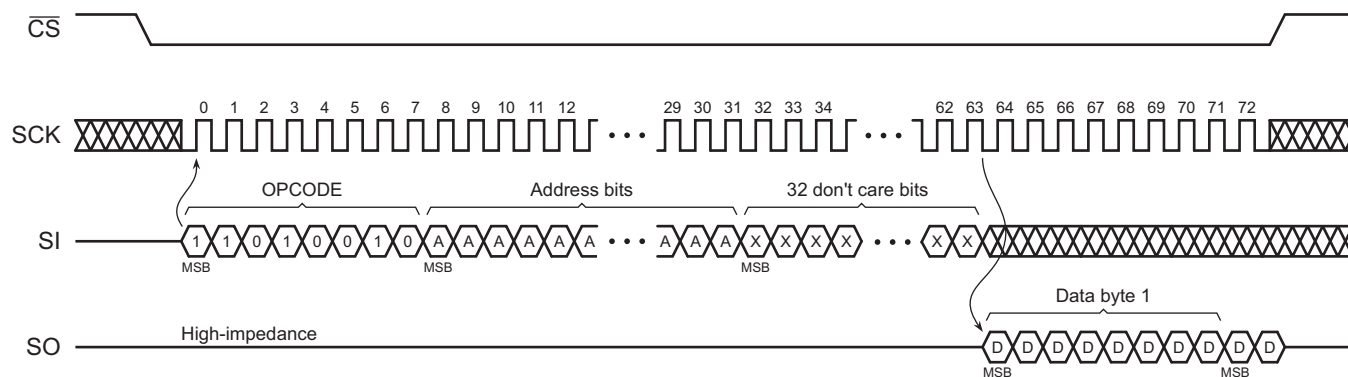 CS
0 1 2 3 4 5 6 7 8 9 10 11 12 29 30 31 32 33 34 62 63 64 65 66 67 68 69 70 71 72
SCK
OPCODE Address bits 32 don't care bits
SI 1 1 0 1 0 0 1 0 A A A A A A A A A X X X X X X
MSB MSB MSB
Data byte 1
High-impedance
SO D D D D D D D D D D
MSB MSB